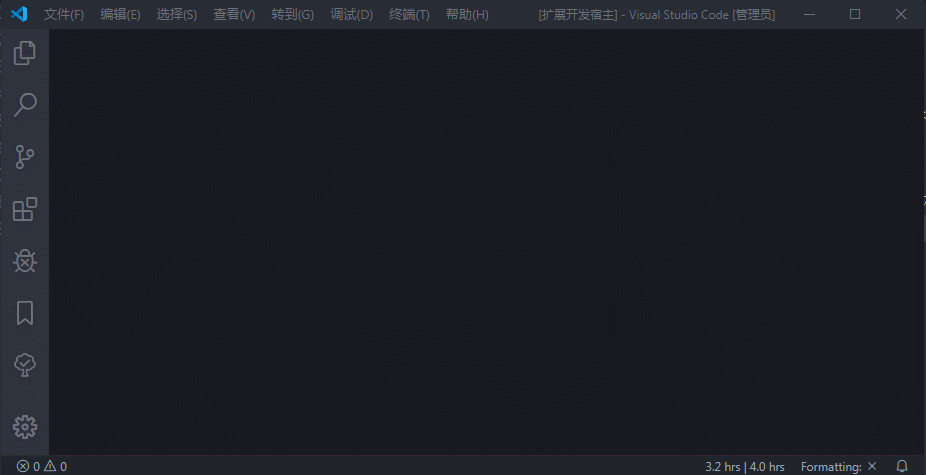 文件(F) 编辑(E) 选择(S) 查看(V) 转到(G) 调试(D) 终端(T) 帮助(H) [扩展开发宿主] - Visual Studio Code [管理员]
0 0 3.2 hrs | 4.0 hrs Formatting: ×